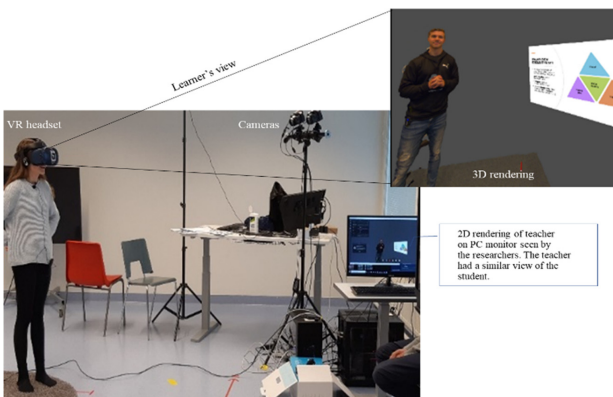 Learner's view
VR headset
Cameras
3D rendering
2D rendering of teacher
on PC monitor seen by
the researchers. The teacher
had a similar view of the
student.